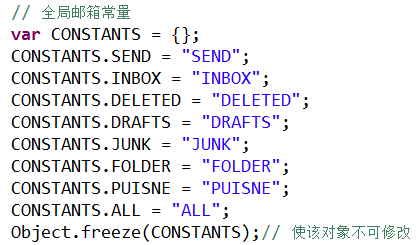 // 全局邮箱常量
var CONSTANTS = {};
CONSTANTS.SEND = "SEND";
CONSTANTS.INBOX = "INBOX";
CONSTANTS.DELETED = "DELETED";
CONSTANTS.DRAFTS = "DRAFTS";
CONSTANTS.JUNK = "JUNK";
CONSTANTS.FOLDER = "FOLDER";
CONSTANTS.PUISNE = "PUISNE";
CONSTANTS.ALL = "ALL";
Object.freeze(CONSTANTS);// 使该对象不可修改